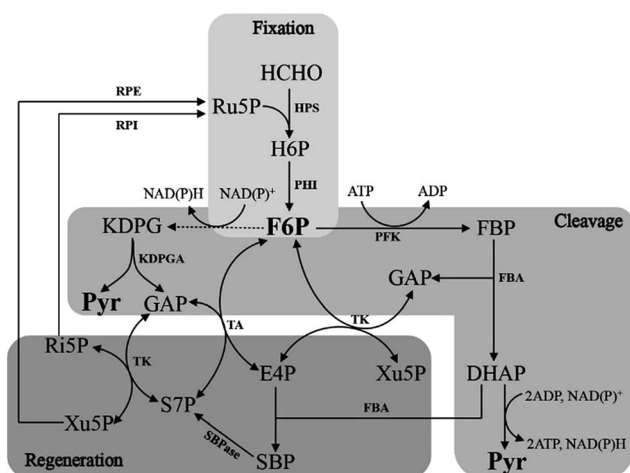 Fixation
HCHO
RPE
Ru5P
HPS
RPI
H6P
NAD(P)H
NAD(P)+
PHI
ATP
ADP
KDPG
F6P
PFK
FBP
Cleavage
KDPGA
GAP
FBA
Pyr
GAP
TA
TK
Ri5P
TK
E4P
Xu5P
DHAP
S7P
Xu5P
FBA
2ADP, NAD(P)+
SBPase
2ATP, NAD(P)H
Regeneration
SBP
Pyr